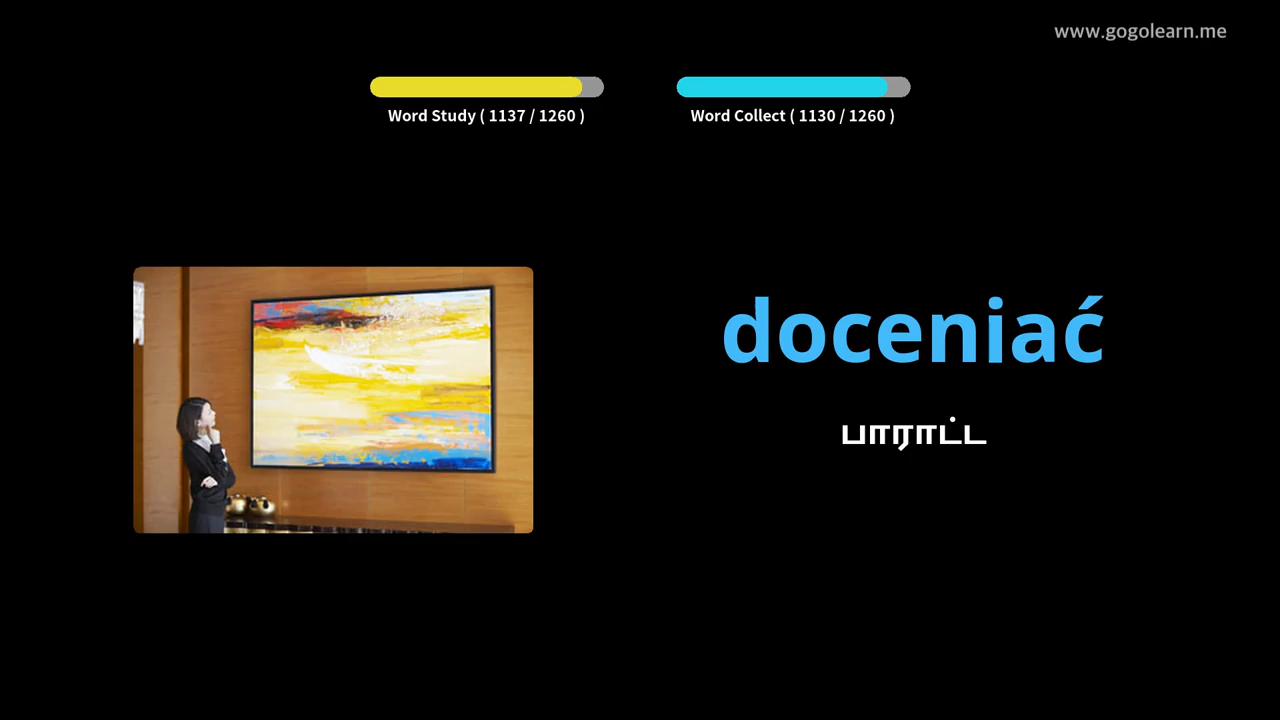 www.gogolearn.me
Word Study ( 1137 / 1260 )
Word Collect ( 1130 / 1260 )
doceniać
பாராட்ட